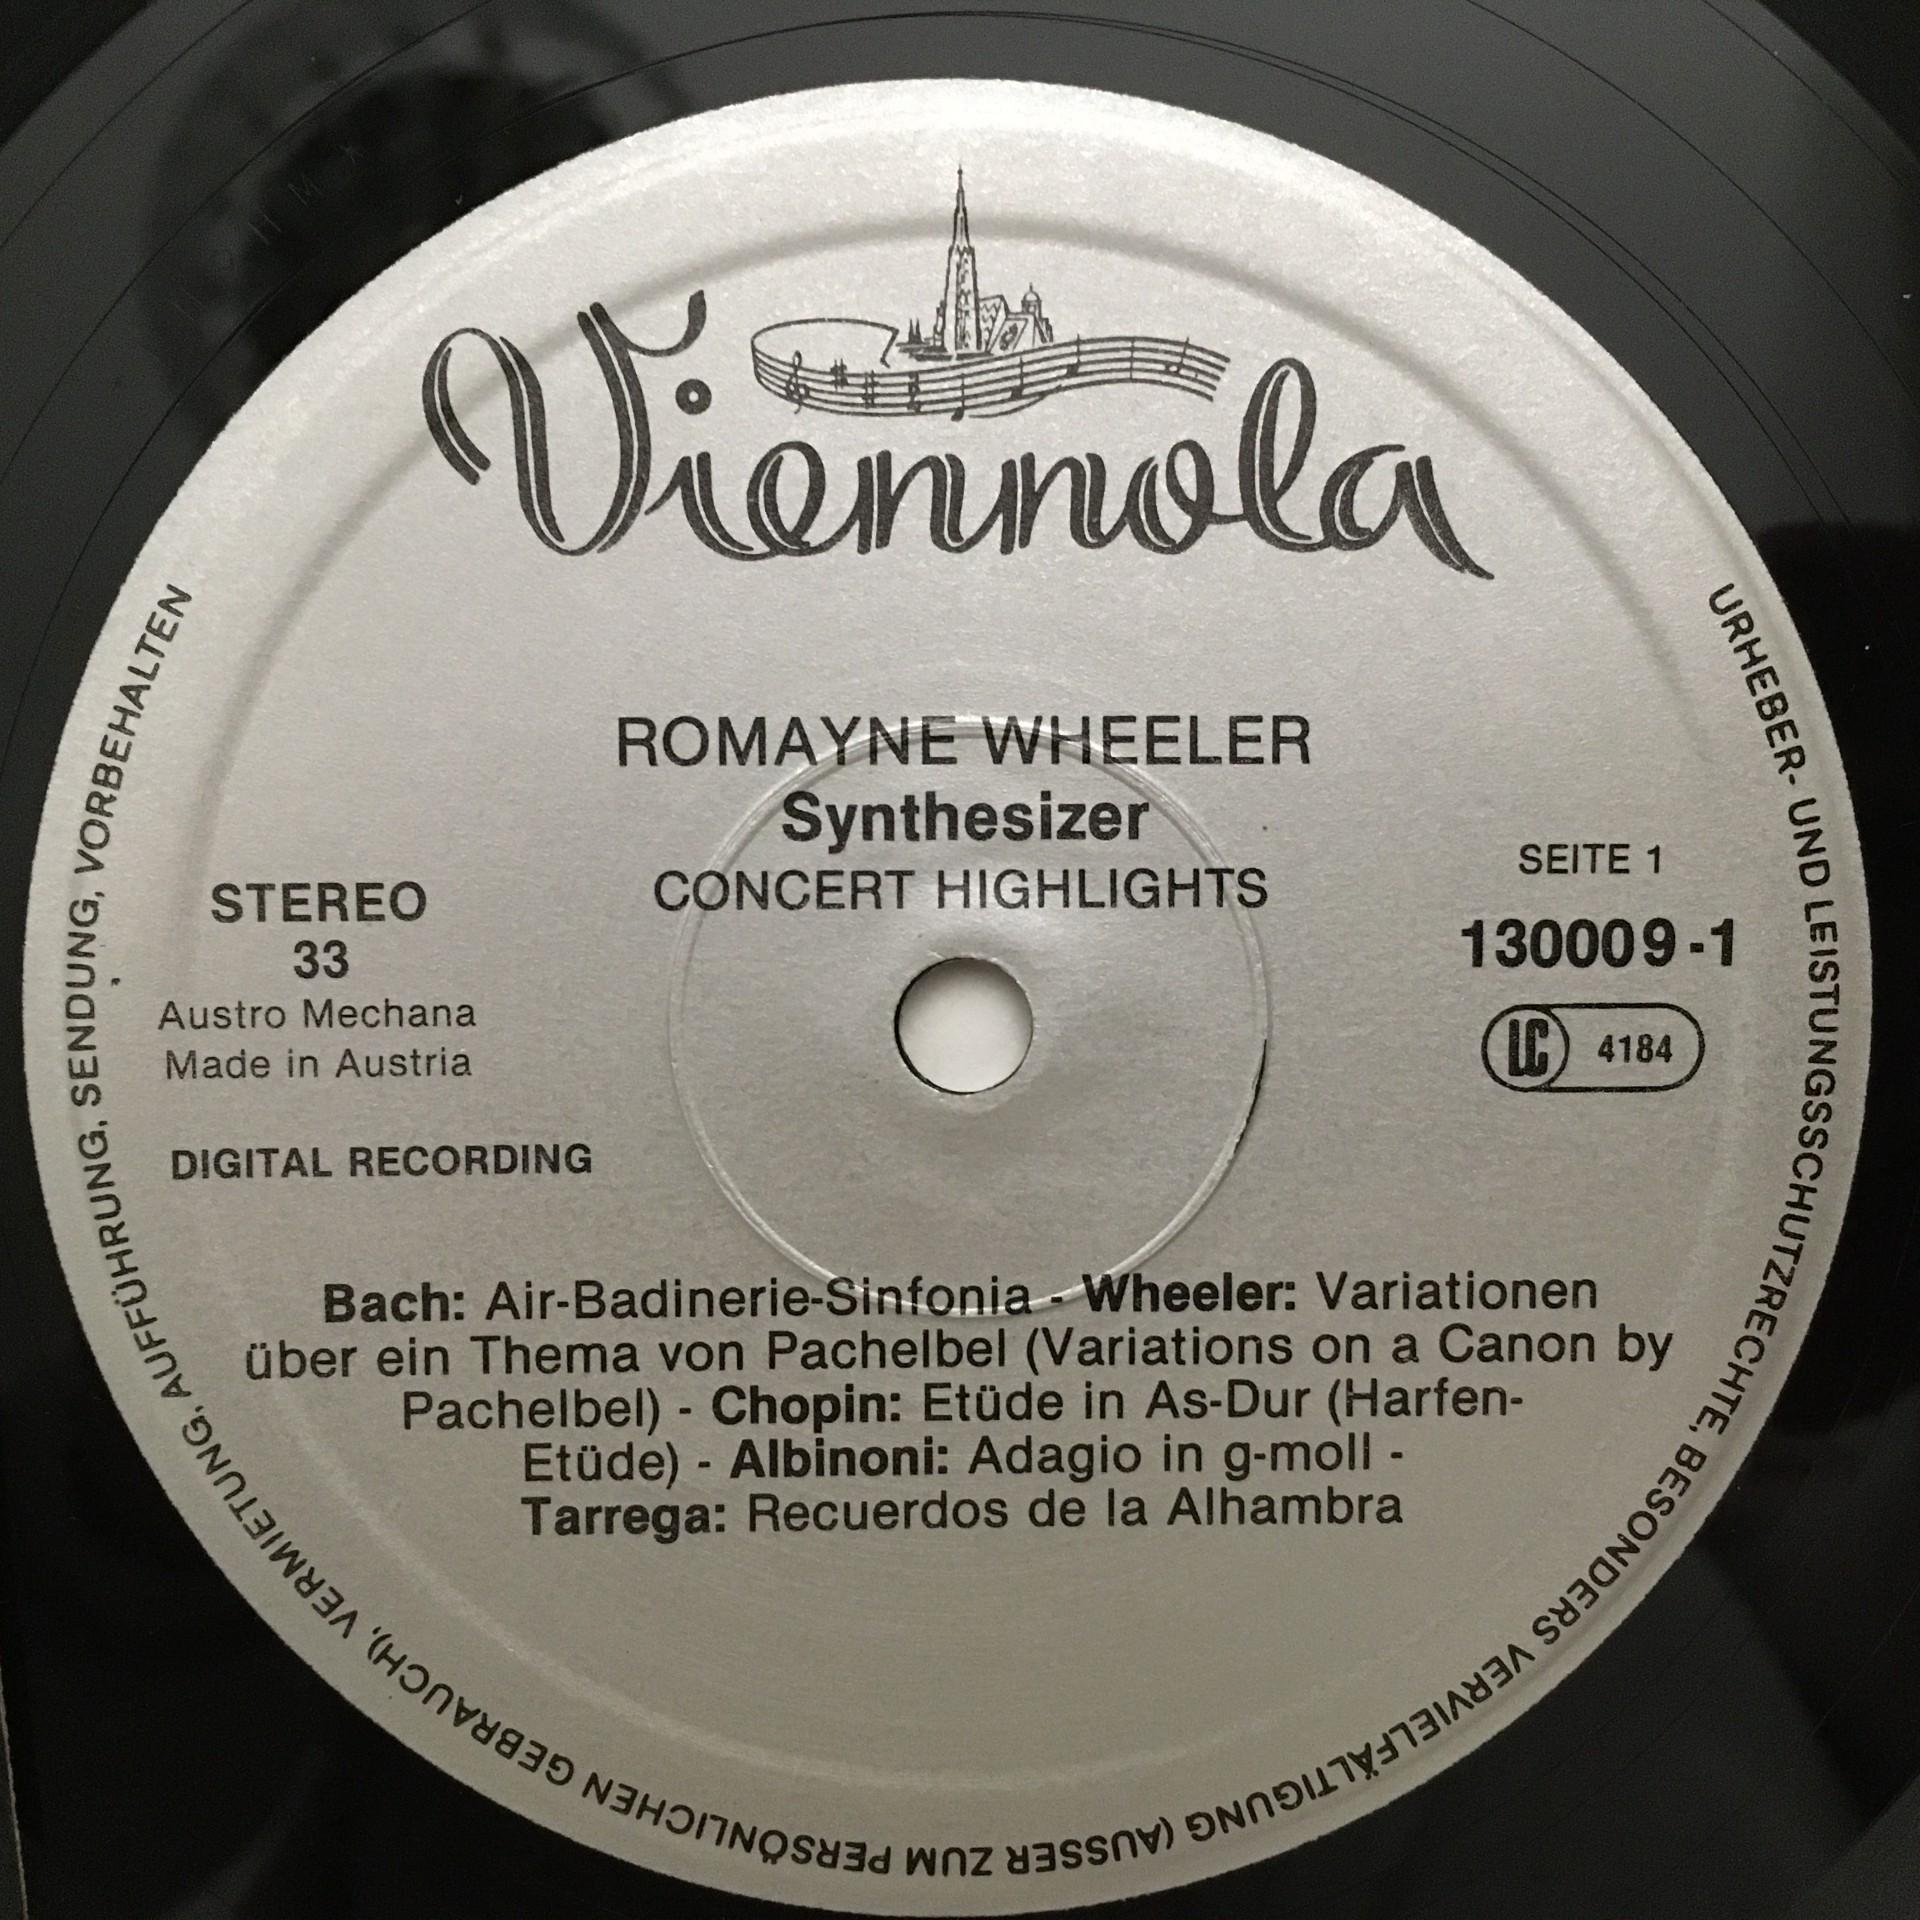 Viennola
ROMAYNE WHEELER
Synthesizer
CONCERT HIGHLIGHTS
STEREO
33
Austro Mechana
Made in Austria
DIGITAL RECORDING
SEITE 1
130009-1
LC 4184
Bach: Air-Badinerie-Sinfonia - Wheeler: Variationen
über ein Thema von Pachelbel (Variations on a Canon by
Pachelbel) - Chopin: Etüde in As-Dur (Harfen-
Etüde) - Albinoni: Adagio in g-moll -
Tarrega: Recuerdos de la Alhambra
URHEBER- UND LEISTUNGSSCHUTZRECHTE, BESONDERS VERVIELFÄLTIGUNG (AUSSER ZUM PERSÖNLICHEN GEBRAUCH), VERMIETUNG, AUFFÜHRUNG, SENDUNG, VORBEHALTEN